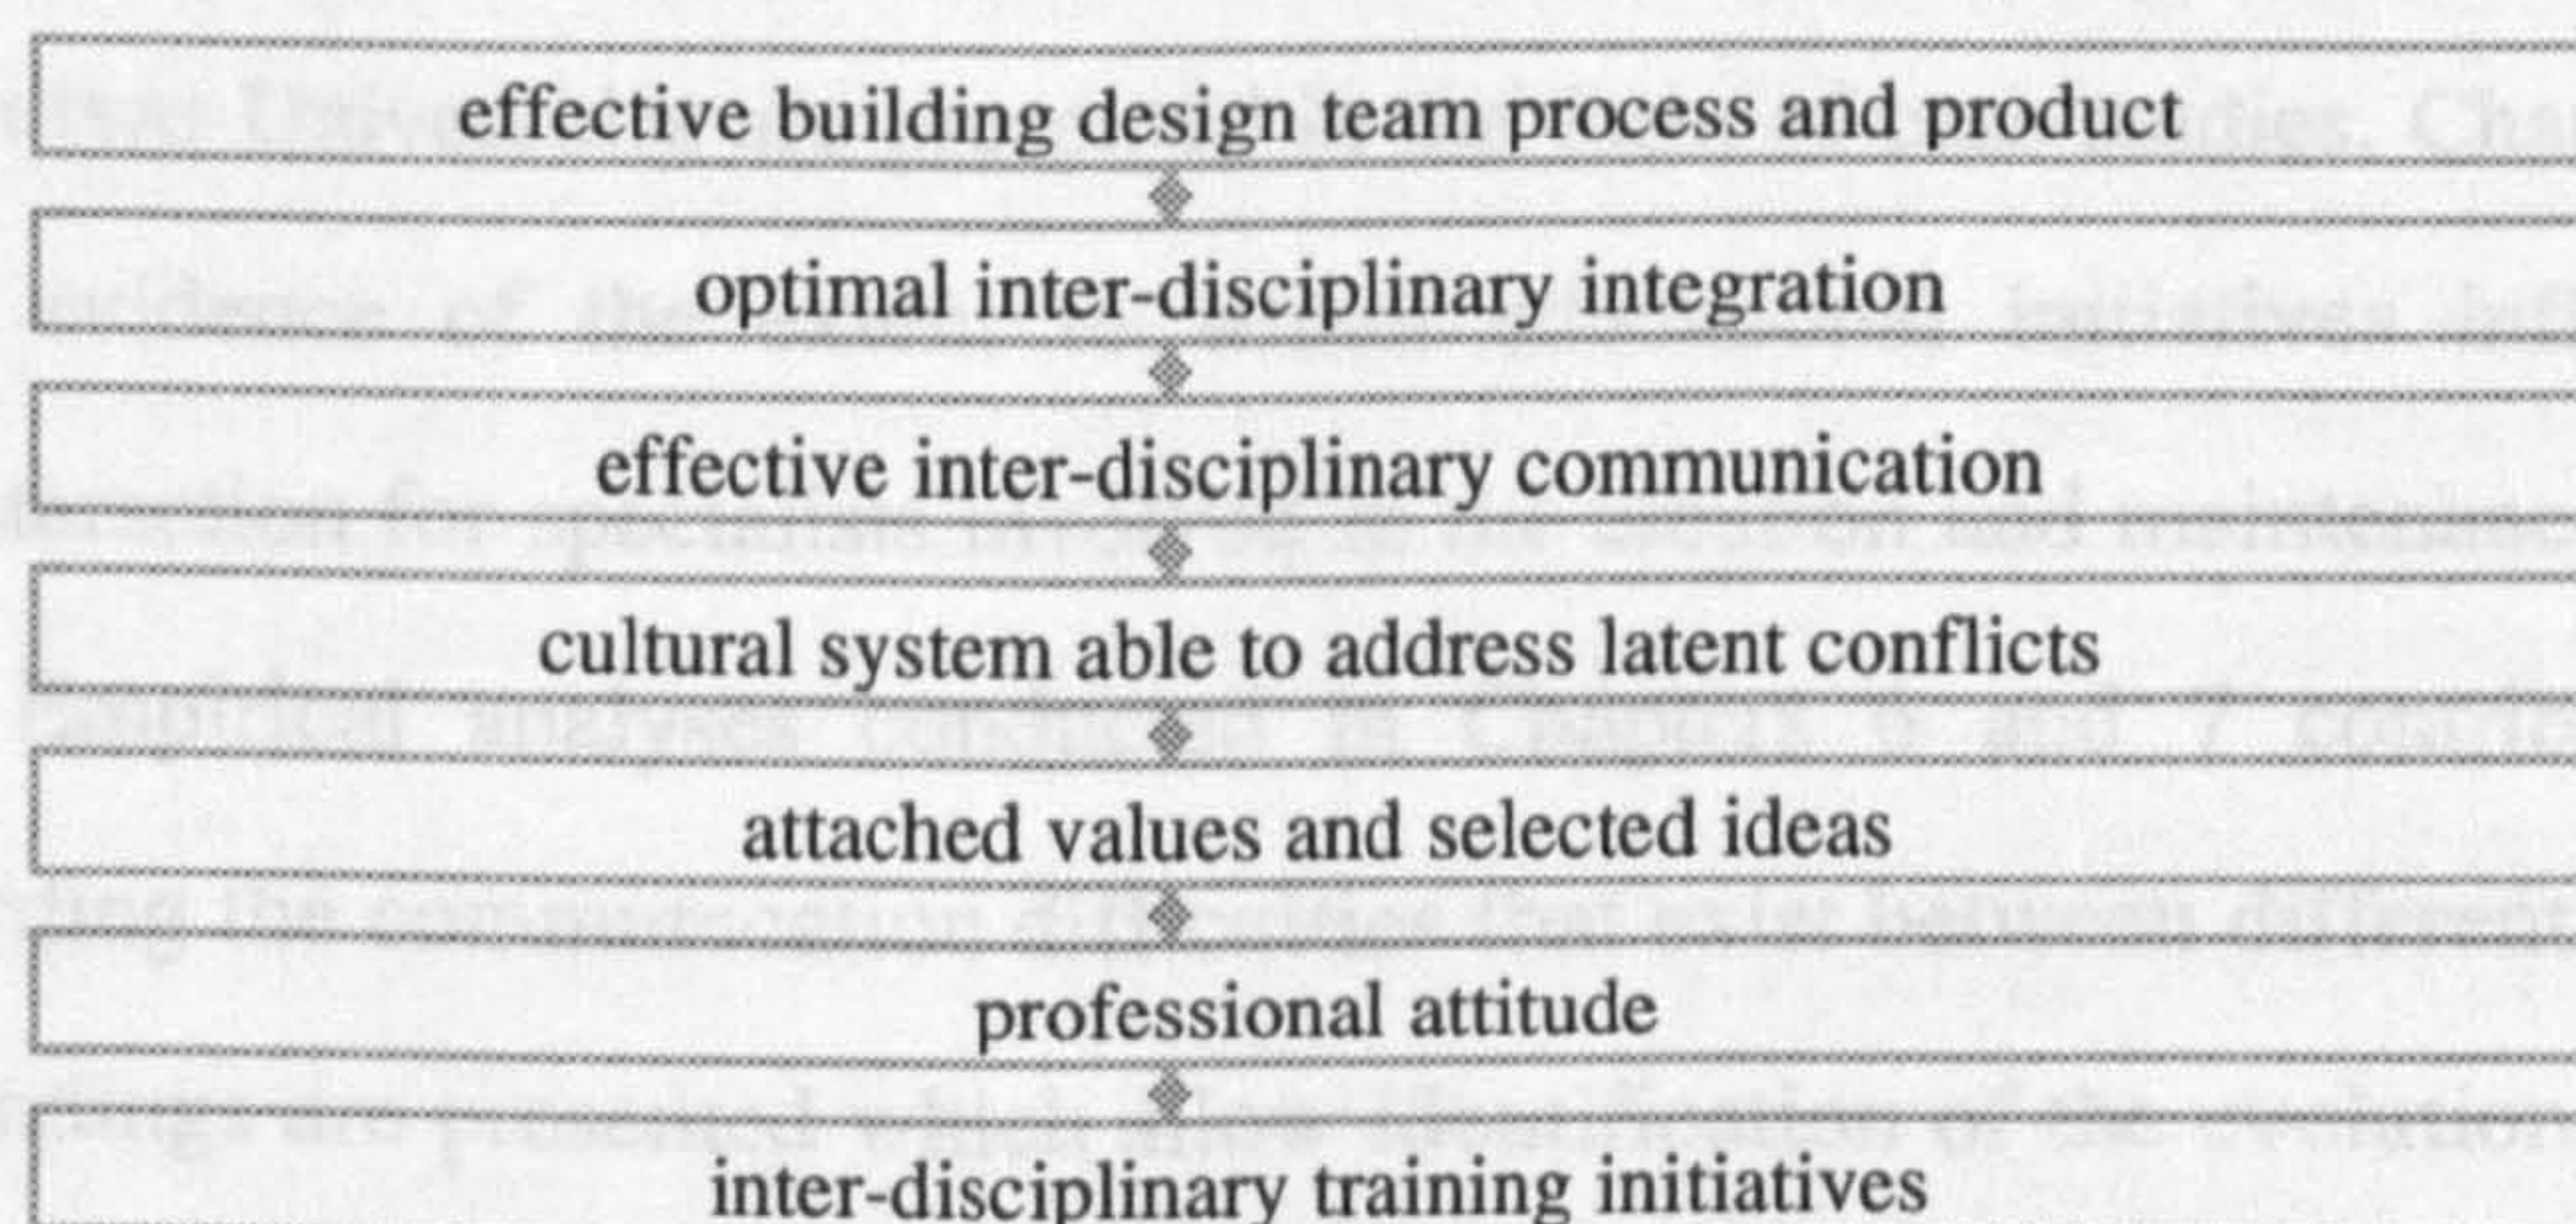 effective building design team process and product
optimal inter-disciplinary integration
effective inter-disciplinary communication
cultural system able to address latent conflicts
attached values and selected ideas
professional attitude
inter-disciplinary training initiatives